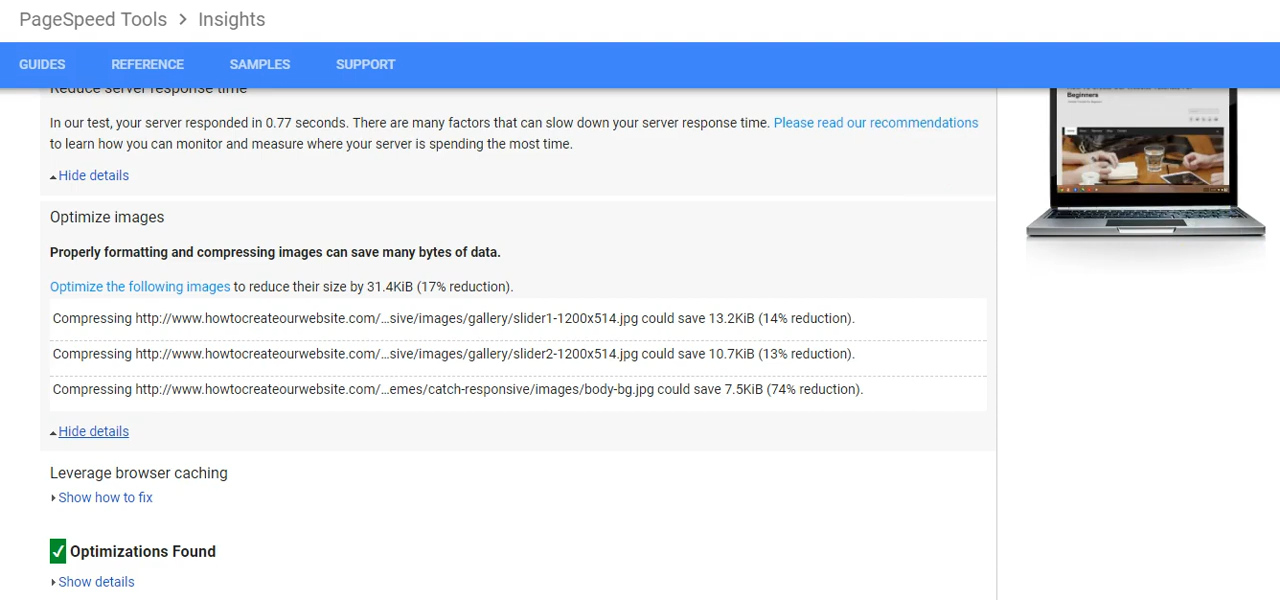 PageSpeed Tools > Insights
GUIDES REFERENCE SAMPLES SUPPORT
Reduce server response time
Beginners
In our test, your server responded in 0.77 seconds. There are many factors that can slow down your server response time. Please read our recommendations
to learn how you can monitor and measure where your server is spending the most time.
Hide details
Optimize images
Properly formatting and compressing images can save many bytes of data.
Optimize the following images to reduce their size by 31.4KiB (17% reduction).
Compressing http://www.howtocreateourwebsite.com/…sive/images/gallery/slider1-1200x514.jpg could save 13.2KiB (14% reduction).
Compressing http://www.howtocreateourwebsite.com/…sive/images/gallery/slider2-1200x514.jpg could save 10.7KiB (13% reduction).
Compressing http://www.howtocreateourwebsite.com/…emes/catch-responsive/images/body-bg.jpg could save 7.5KiB (74% reduction).
Hide details
Leverage browser caching
Show how to fix
✓ Optimizations Found
Show details